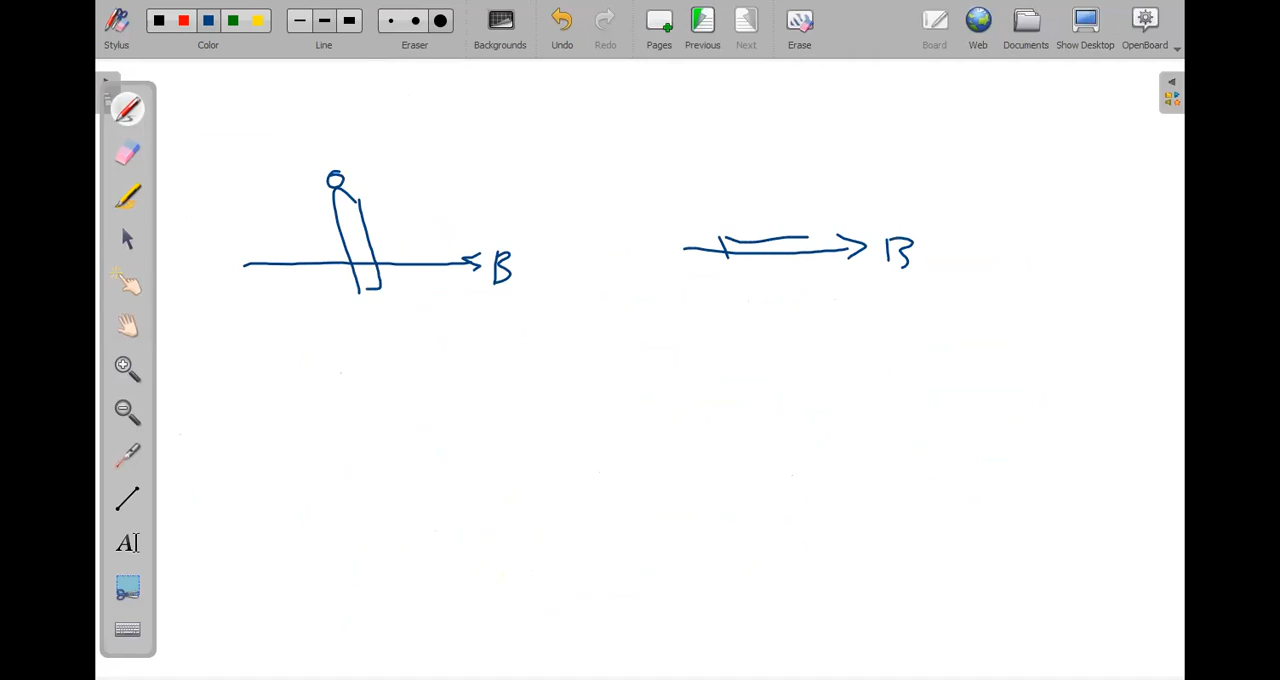 Stylus Color Line Eraser Backgrounds Undo Redo Pages Previous Next Erase Board Web Documents Show Desktop OpenBoard
A
B B